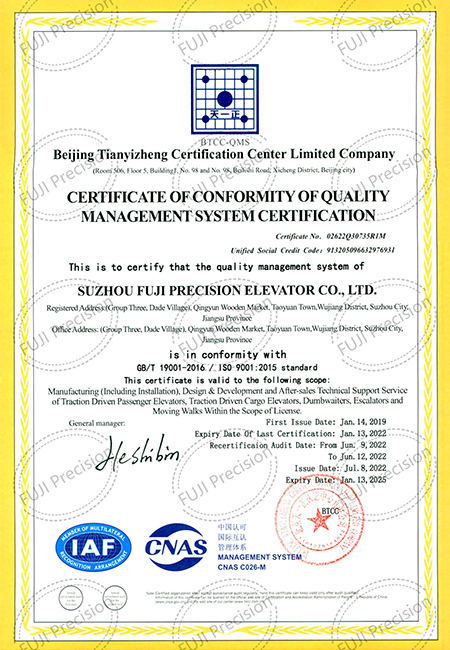 天一正
BTCC-QMS
Beijing Tianyizheng Certification Center Limited Company
(Room 506, Floor 5, Building1, No. 98 and No. 98, Beilishi Road, Xicheng District, Beijing city)
CERTIFICATE OF CONFORMITY OF QUALITY
MANAGEMENT SYSTEM CERTIFICATION
Certificate No. 02622Q30735R1M
Unified Social Credit Code: 913205096632976931
This is to certify that the quality management system of
SUZHOU FUJI PRECISION ELEVATOR CO., LTD.
Registered Address:(Group Three, Dade Village), Qingyun Wooden Market, Taoyuan Town,Wujiang District, Suzhou City,
Jiangsu Province
Office Address: (Group Three, Dade Village), Qingyun Wooden Market, Taoyuan Town,Wujiang District, Suzhou City,
Jiangsu Province
is in conformity with
GB/T 19001-2016 / ISO 9001:2015 standard
This certificate is valid to the following scope:
Manufacturing (Including Installation), Design & Development and After-sales Technical Support Service
of Traction Driven Passenger Elevators, Traction Driven Cargo Elevators, Dumbwaiters, Escalators and
Moving Walks Within the Scope of License.
General manager:
Heshibin
First Issue Date: Jan.14, 2019
Expiry Date Of Last Certification: Jan.13, 2022
Recertificaion Audit Date: From Jun. 9, 2022
To Jun.12, 2022
Issue Date: Jul.8, 2022
Expiry Date: Jan.13, 2025
BTCC
MEMBER OF MULTILATERAL
IAF
RECOGNITION ARRANGEMENT
CNAS
中国认可
国际互认
管理体系
MANAGEMENT SYSTEM
CNAS C026-M
FUJI Precision